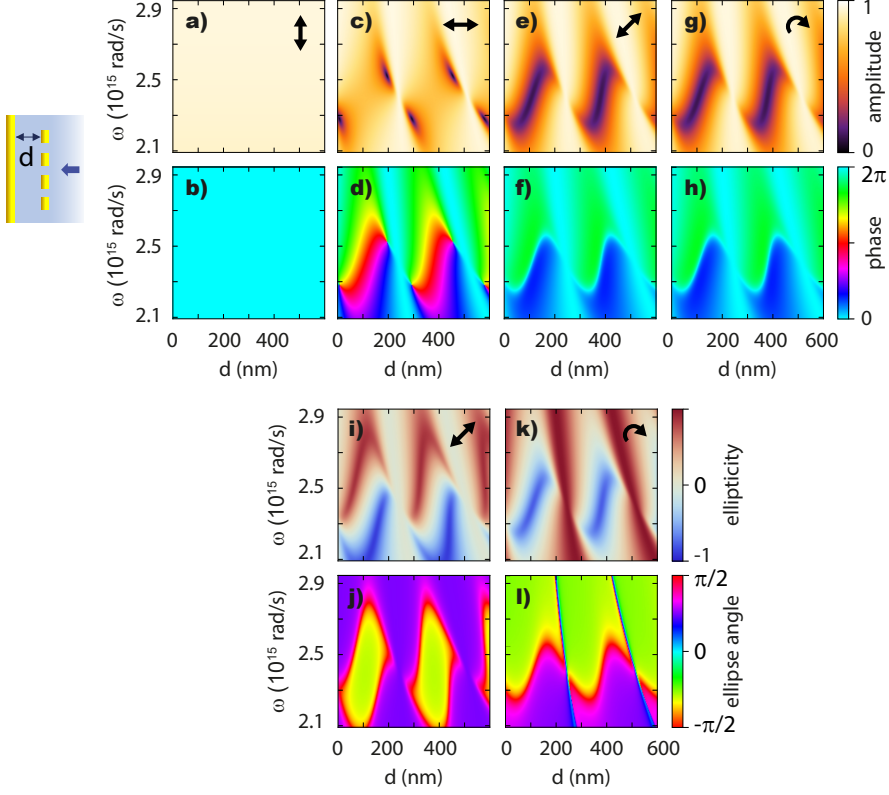 2.9
2.5
2.1
ω (10¹⁵ rad/s)
a)
c)
e)
g)
1
0
amplitude
d
2.9
2.5
2.1
ω (10¹⁵ rad/s)
b)
d)
f)
h)
2π
0
phase
0 200 400
0 200 400
0 200 400
0 200 400 600
d (nm)
d (nm)
d (nm)
d (nm)
2.9
2.5
2.1
ω (10¹⁵ rad/s)
i)
k)
0
-1
ellipticity
2.9
2.5
2.1
ω (10¹⁵ rad/s)
j)
l)
π/2
0
-π/2
ellipse angle
0 200 400
0 200 400 600
d (nm)
d (nm)